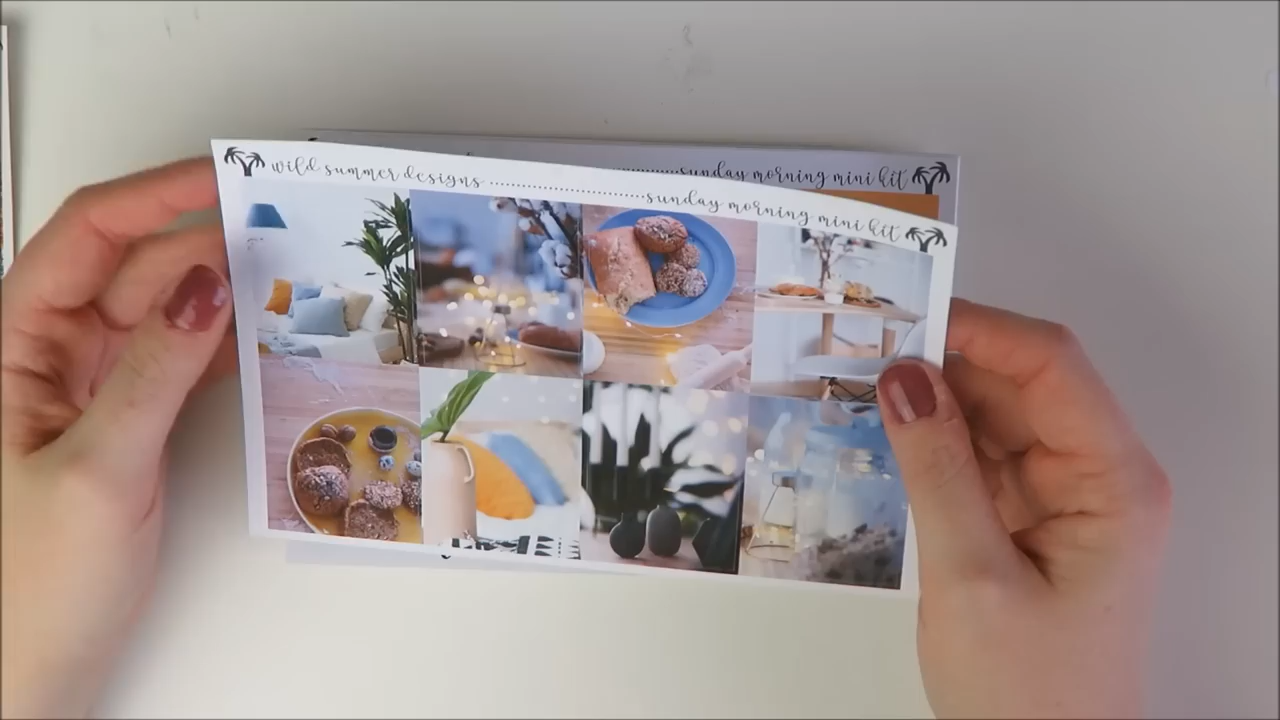 sunday morning mini kit
wild summer designs ........................sunday morning mini kit